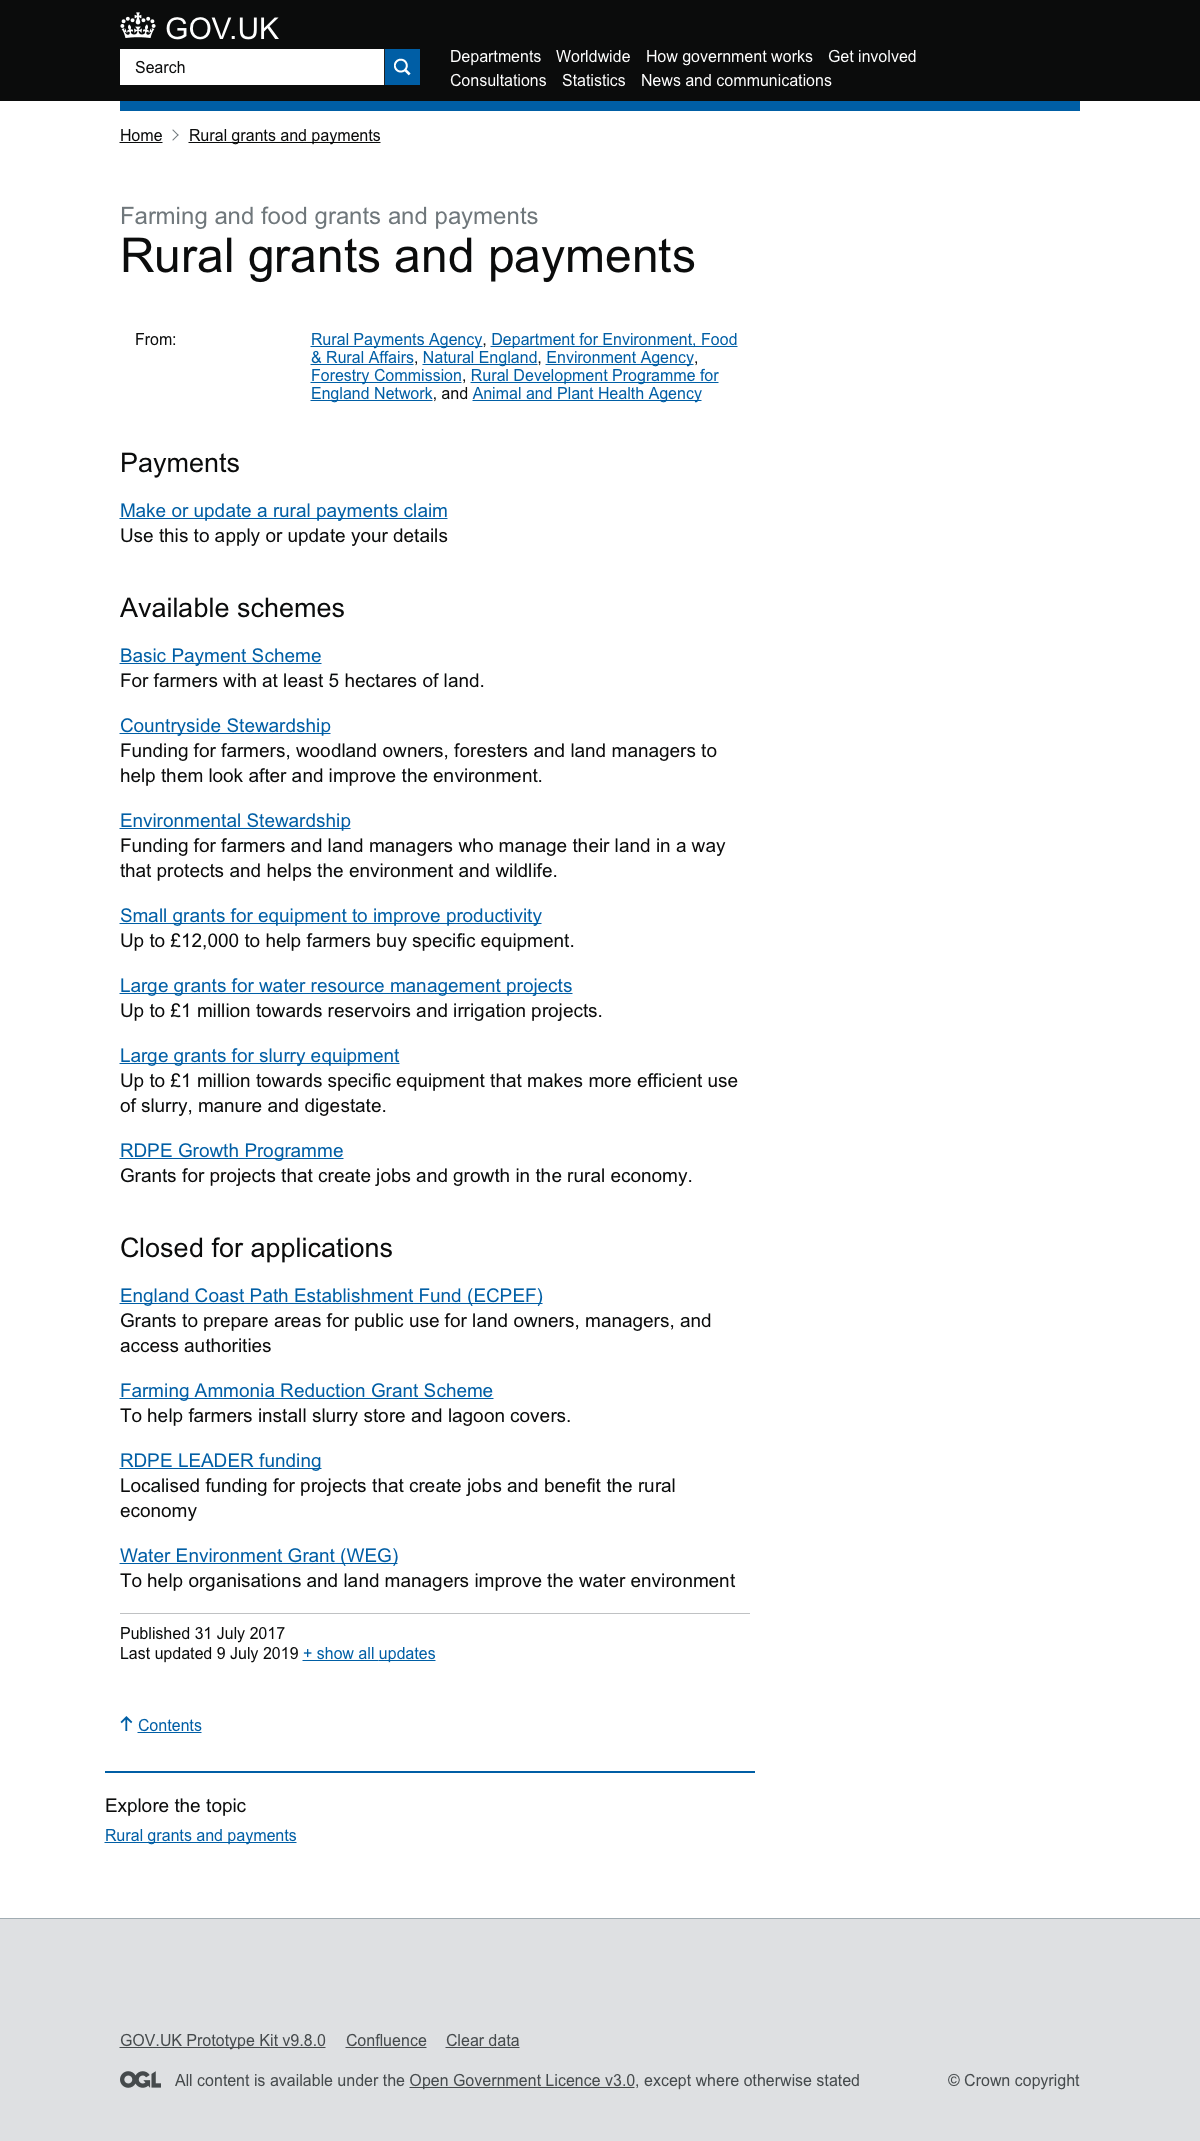 GOV.UK
Search
Departments Worldwide How government works Get involved
Consultations Statistics News and communications
Home Rural grants and payments
Farming and food grants and payments
Rural grants and payments
From:
Rural Payments Agency, Department for Environment, Food
& Rural Affairs, Natural England, Environment Agency,
Forestry Commission, Rural Development Programme for
England Network, and Animal and Plant Health Agency
Payments
Make or update a rural payments claim
Use this to apply or update your details
Available schemes
Basic Payment Scheme
For farmers with at least 5 hectares of land.
Countryside Stewardship
Funding for farmers, woodland owners, foresters and land managers to
help them look after and improve the environment.
Environmental Stewardship
Funding for farmers and land managers who manage their land in a way
that protects and helps the environment and wildlife.
Small grants for equipment to improve productivity
Up to £12,000 to help farmers buy specific equipment.
Large grants for water resource management projects
Up to £1 million towards reservoirs and irrigation projects.
Large grants for slurry equipment
Up to £1 million towards specific equipment that makes more efficient use
of slurry, manure and digestate.
RDPE Growth Programme
Grants for projects that create jobs and growth in the rural economy.
Closed for applications
England Coast Path Establishment Fund (ECPEF)
Grants to prepare areas for public use for land owners, managers, and
access authorities
Farming Ammonia Reduction Grant Scheme
To help farmers install slurry store and lagoon covers.
RDPE LEADER funding
Localised funding for projects that create jobs and benefit the rural
economy
Water Environment Grant (WEG)
To help organisations and land managers improve the water environment
Published 31 July 2017
Last updated 9 July 2019 + show all updates
Contents
Explore the topic
Rural grants and payments
GOV.UK Prototype Kit v9.8.0 Confluence Clear data
OGL All content is available under the Open Government Licence v3.0, except where otherwise stated © Crown copyright